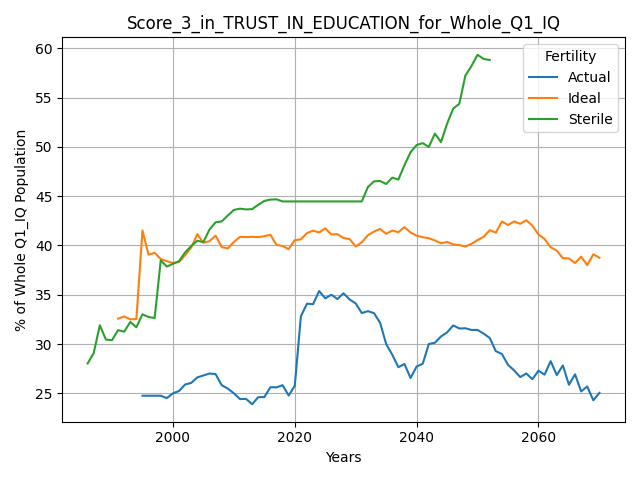 Score_3_in_TRUST_IN_EDUCATION_for_Whole_Q1_IQ
% of Whole Q1_IQ Population
60
55
50
45
40
35
30
25
Fertility
Actual
Ideal
Sterile
2000
2020
2040
2060
Years